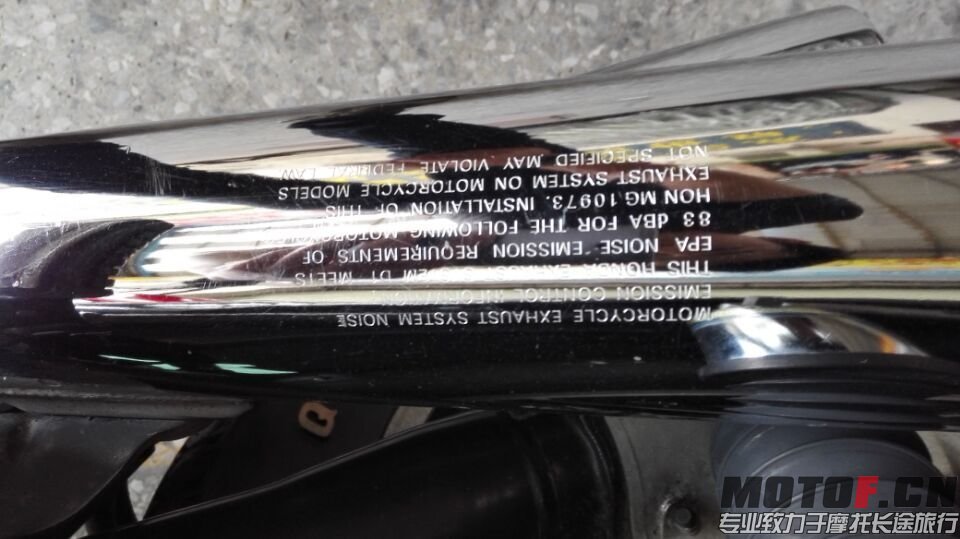 MOTORCYCLE EXHAUST SYSTEM NOISE
EMISSION CONTROL INFORMATION.
THIS HONDA EXHAUST SYSTEM D1 MEETS
EPA NOISE EMISSION REQUIREMENTS OF
83 dBA FOR THE FOLLOWING MOTORCYCLE
HON MG.10973. INSTALLATION OF THIS
EXHAUST SYSTEM ON MOTORCYCLE MODELS
NOT SPECIFIED MAY VIOLATE FEDERAL LAW.
Q
MOTOF.CN
专业致力于摩托长途旅行